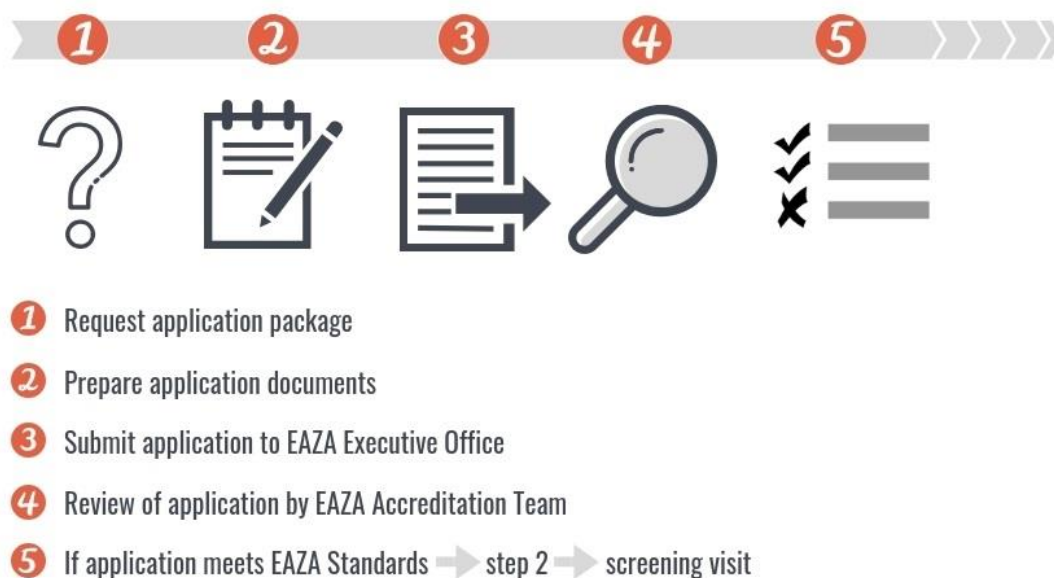 1 2 3 4 5
1 Request application package
2 Prepare application documents
3 Submit application to EAZA Executive Office
4 Review of application by EAZA Accreditation Team
5 If application meets EAZA Standards step 2 screening visit